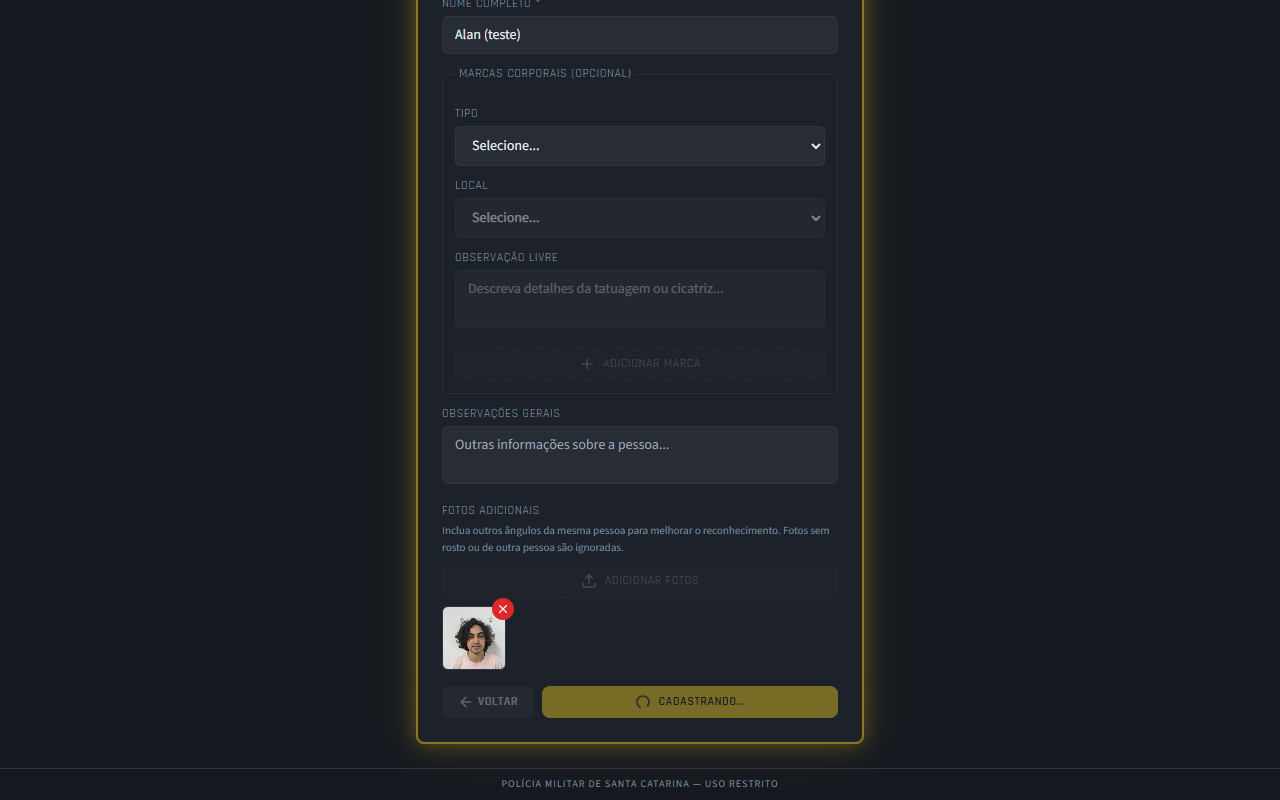 NOME COMPLETO *
Alan (teste)
MARCAS CORPORAIS (OPCIONAL)
TIPO
Selecione...
LOCAL
Selecione...
OBSERVAÇÃO LIVRE
Descreva detalhes da tatuagem ou cicatriz...
ADICIONAR MARCA
OBSERVAÇÕES GERAIS
Outras informações sobre a pessoa...
FOTOS ADICIONAIS
Inclua outros ângulos da mesma pessoa para melhorar o reconhecimento. Fotos sem
rosto ou de outra pessoa são ignoradas.
ADICIONAR FOTOS
VOLTAR CADASTRANDO...
POLÍCIA MILITAR DE SANTA CATARINA — USO RESTRITO